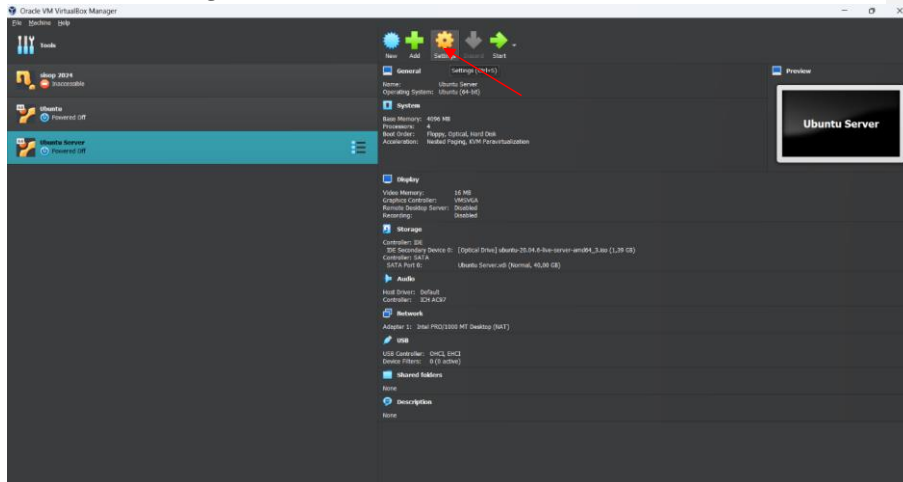 Oracle VM VirtualBox Manager
File Machine Help
Tools
New Add Settings Start
Settings (Ctrl+S)
sisop 2024
Inaccessible
Ubuntu
Powered Off
Ubuntu Server
Powered Off
General
Name: Ubuntu Server
Operating System: Ubuntu (64-bit)
System
Base Memory: 4096 MB
Processors: 4
Boot Order: Floppy, Optical, Hard Disk
Acceleration: Nested Paging, KVM Paravirtualization
Preview
Ubuntu Server
Display
Video Memory: 16 MB
Graphics Controller: VMSVGA
Remote Desktop Server: Disabled
Recording: Disabled
Storage
Controller: IDE
IDE Secondary Device 0: [Optical Drive] ubuntu-20.04.6-live-server-amd64_3.iso (1,39 GB)
Controller: SATA
SATA Port 0: Ubuntu Server.vdi (Normal, 40,00 GB)
Audio
Host Driver: Default
Controller: ICH AC97
Network
Adapter 1: Intel PRO/1000 MT Desktop (NAT)
USB
USB Controller: OHCI, EHCI
Device Filters: 0 (0 active)
Shared folders
None
Description
None